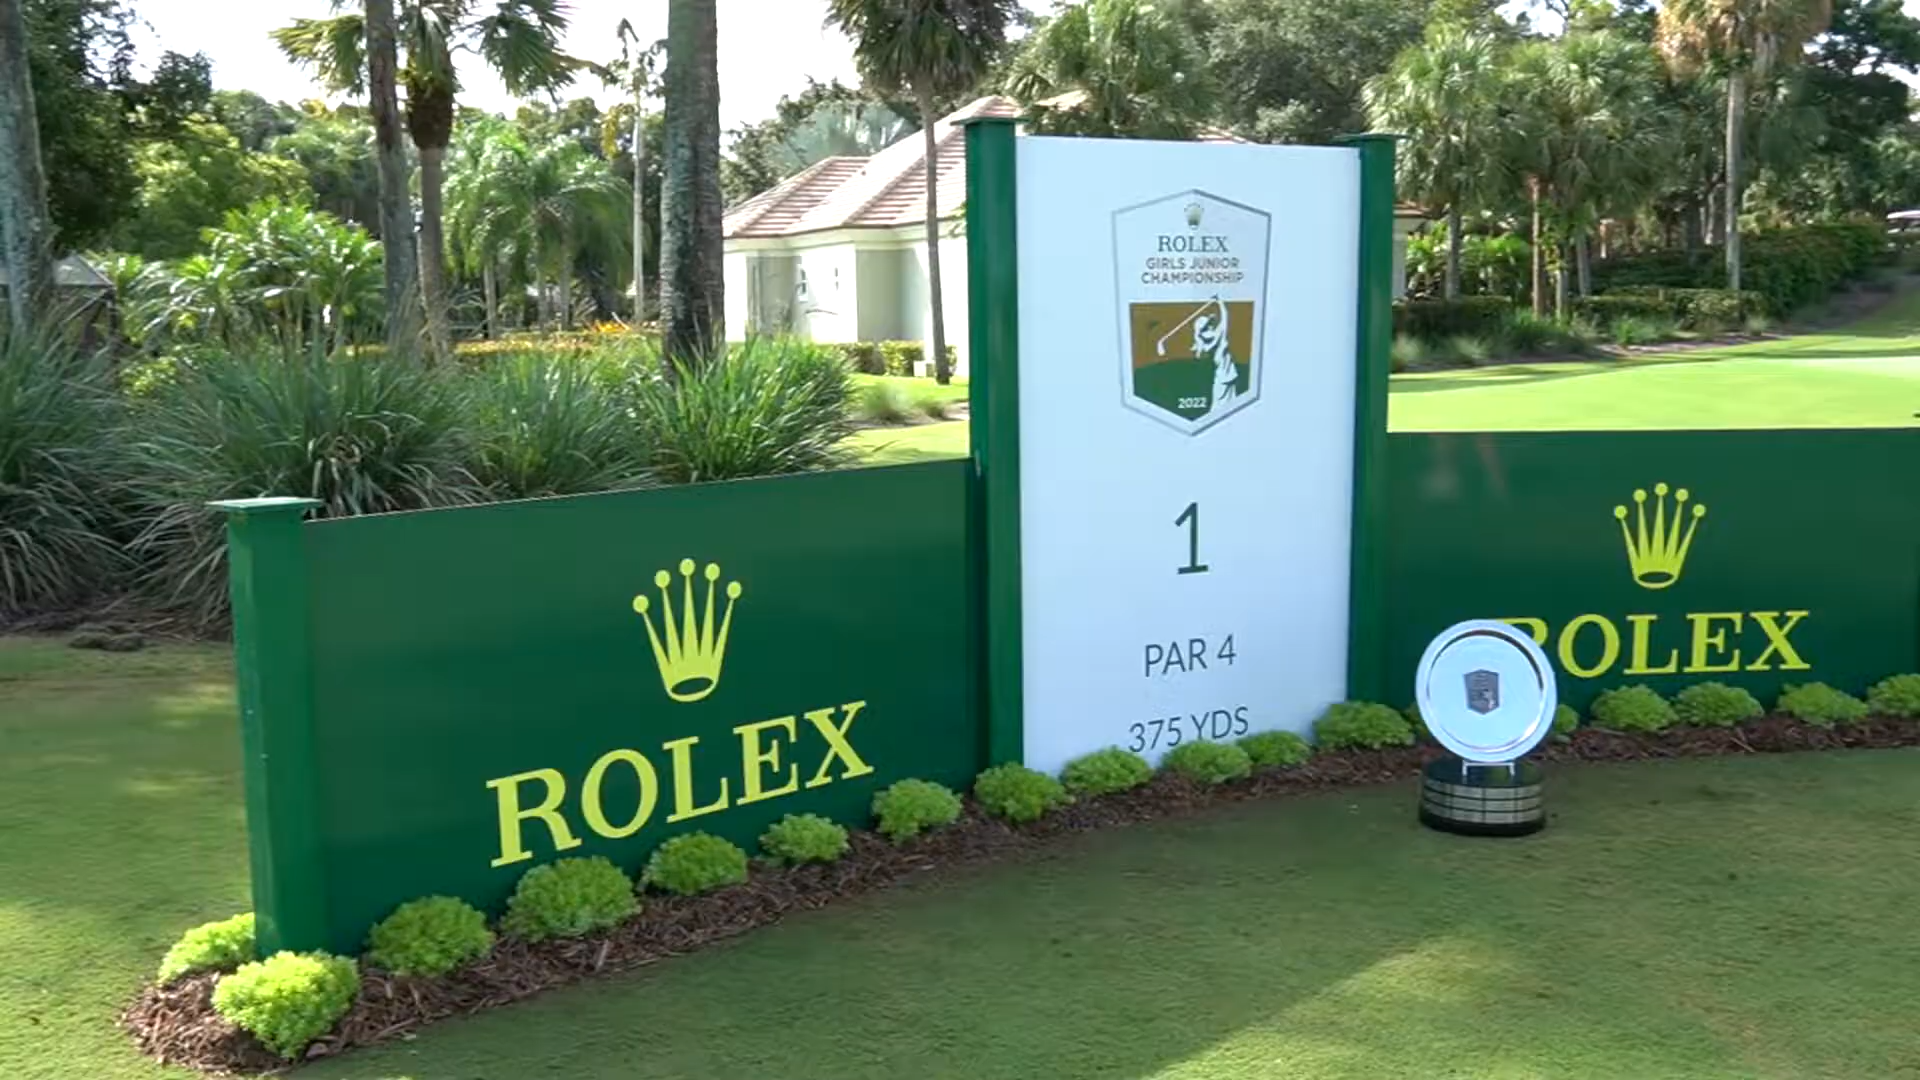 ROLEX
GIRLS JUNIOR
CHAMPIONSHIP
2022
1
PAR 4
375 YDS
ROLEX
ROLEX